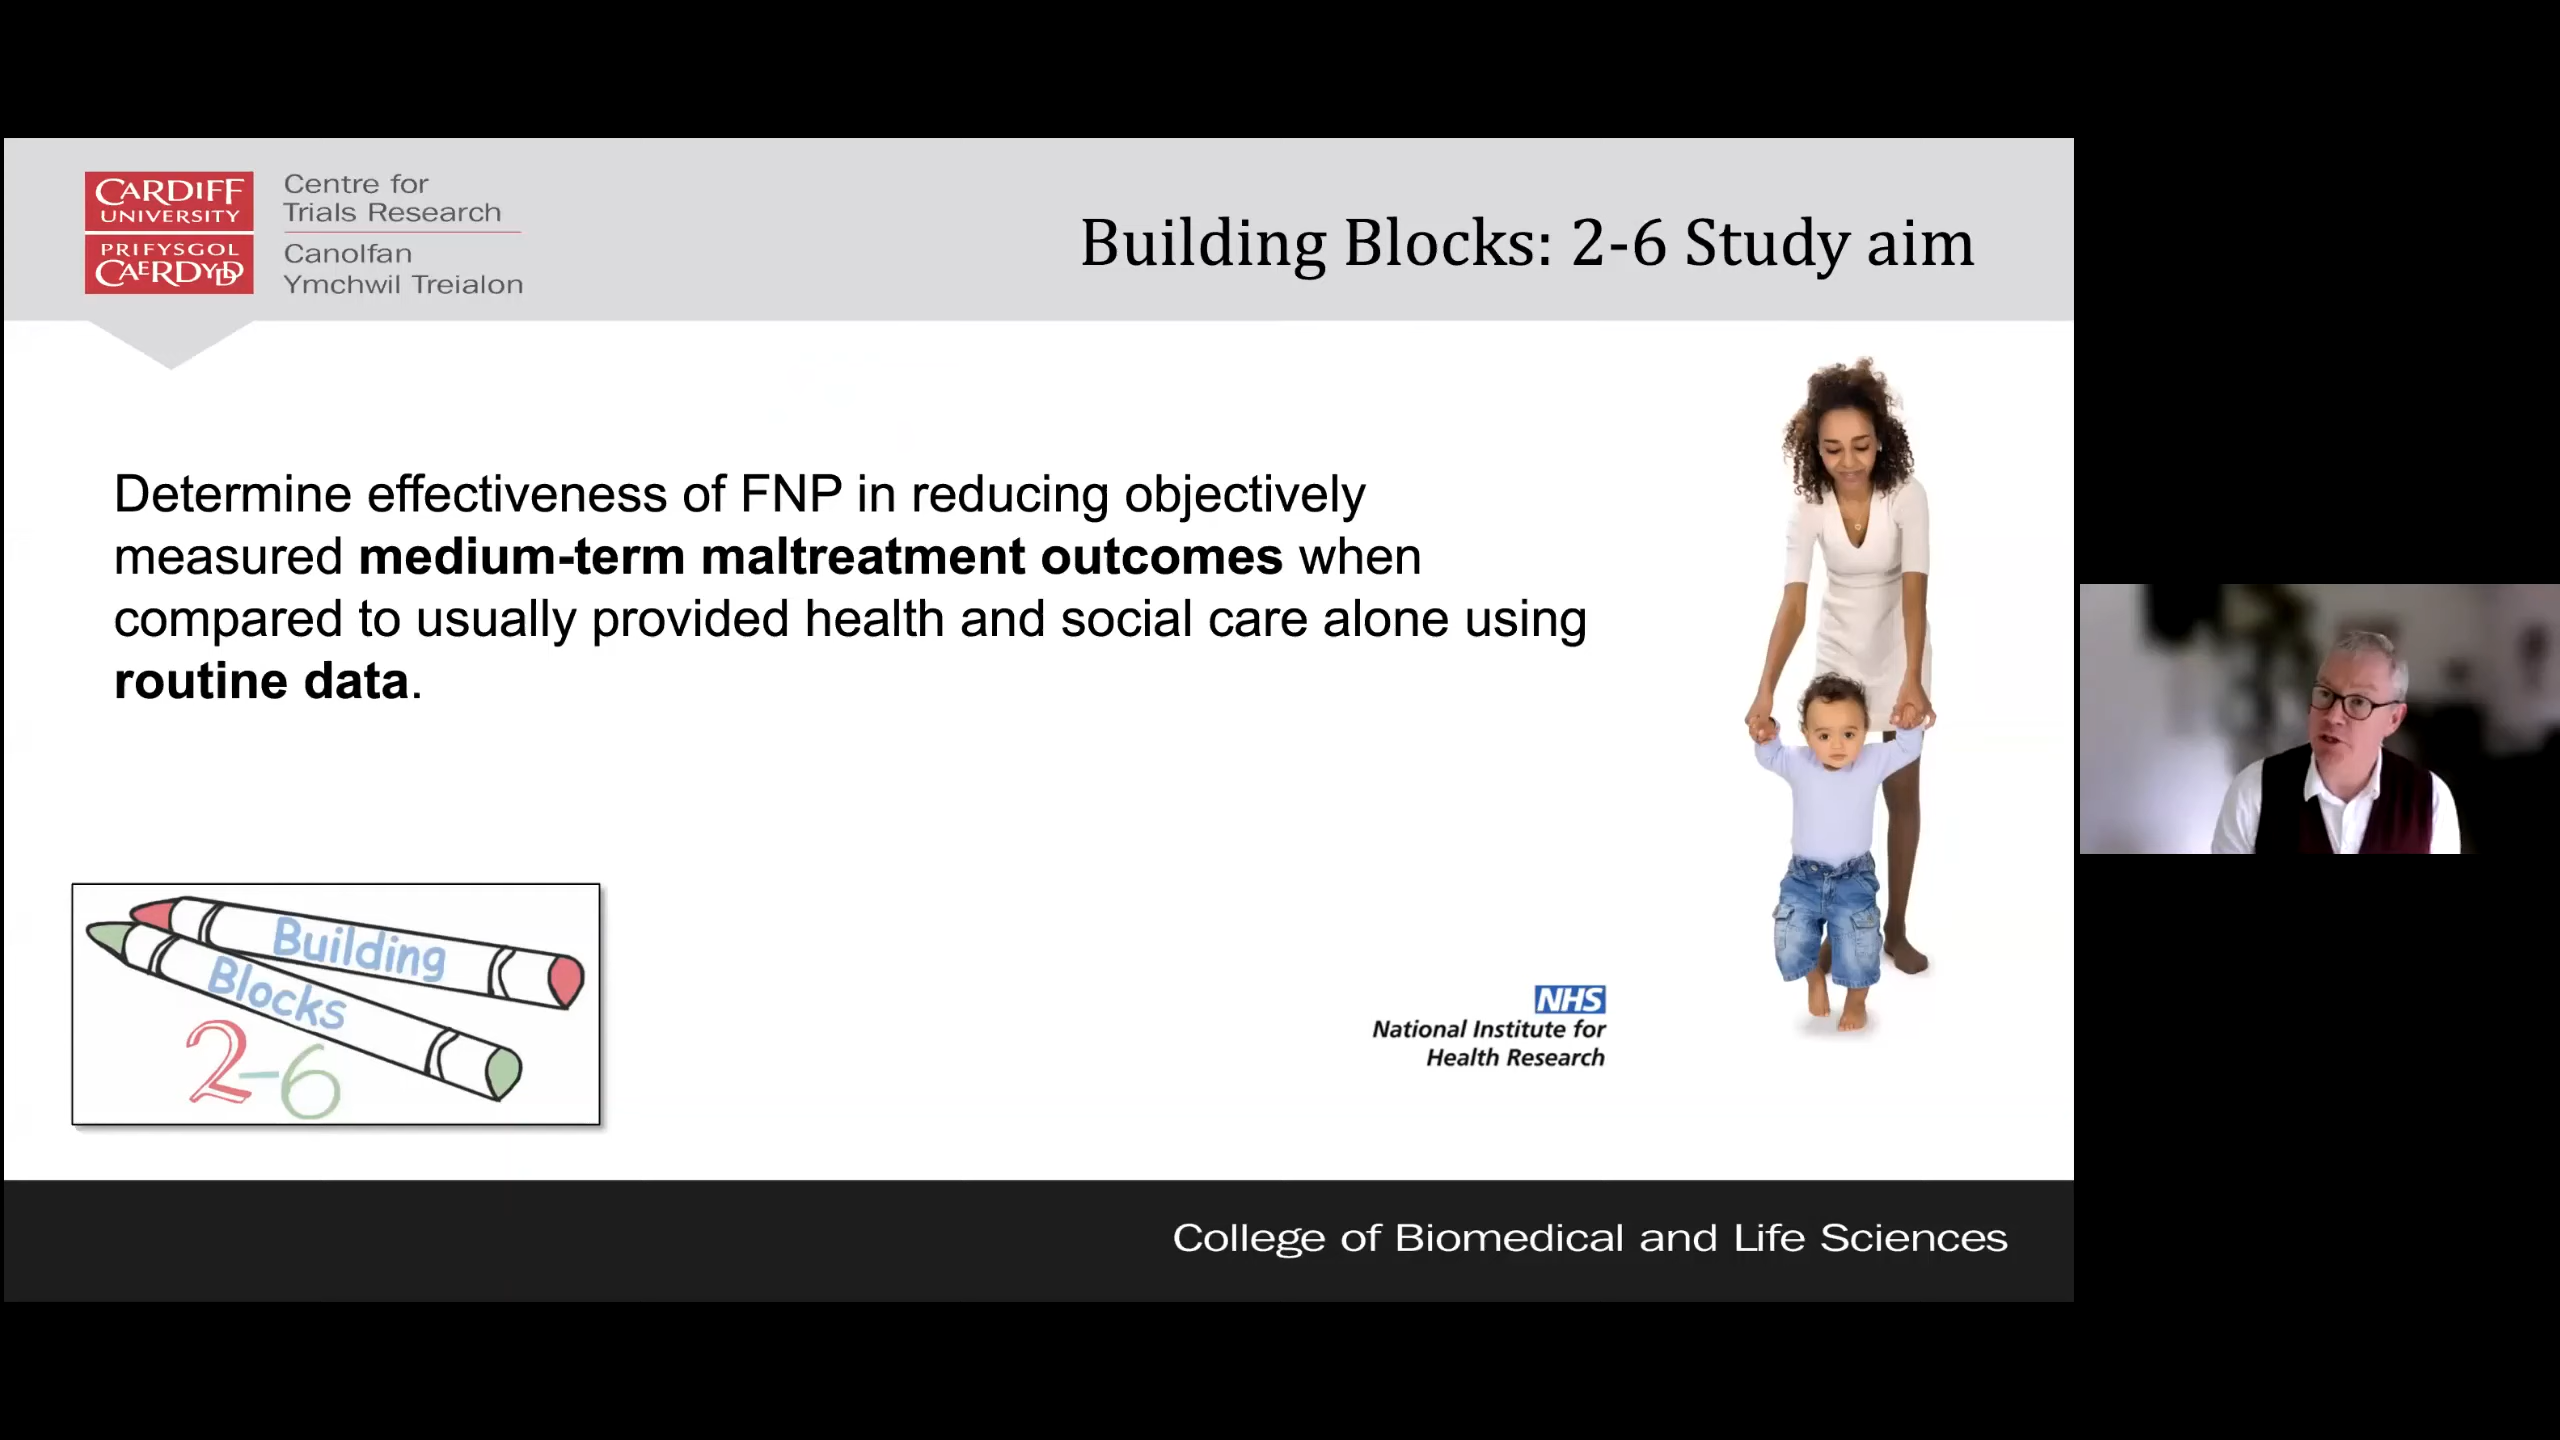 CARDIFF
UNIVERSITY
PRIFYSGOL
CAERDYDD
Centre for
Trials Research
Canolfan
Ymchwil Treialon
Building Blocks: 2-6 Study aim
Determine effectiveness of FNP in reducing objectively
measured medium-term maltreatment outcomes when
compared to usually provided health and social care alone using
routine data.
Building
Blocks
2-6
NHS
National Institute for
Health Research
College of Biomedical and Life Sciences